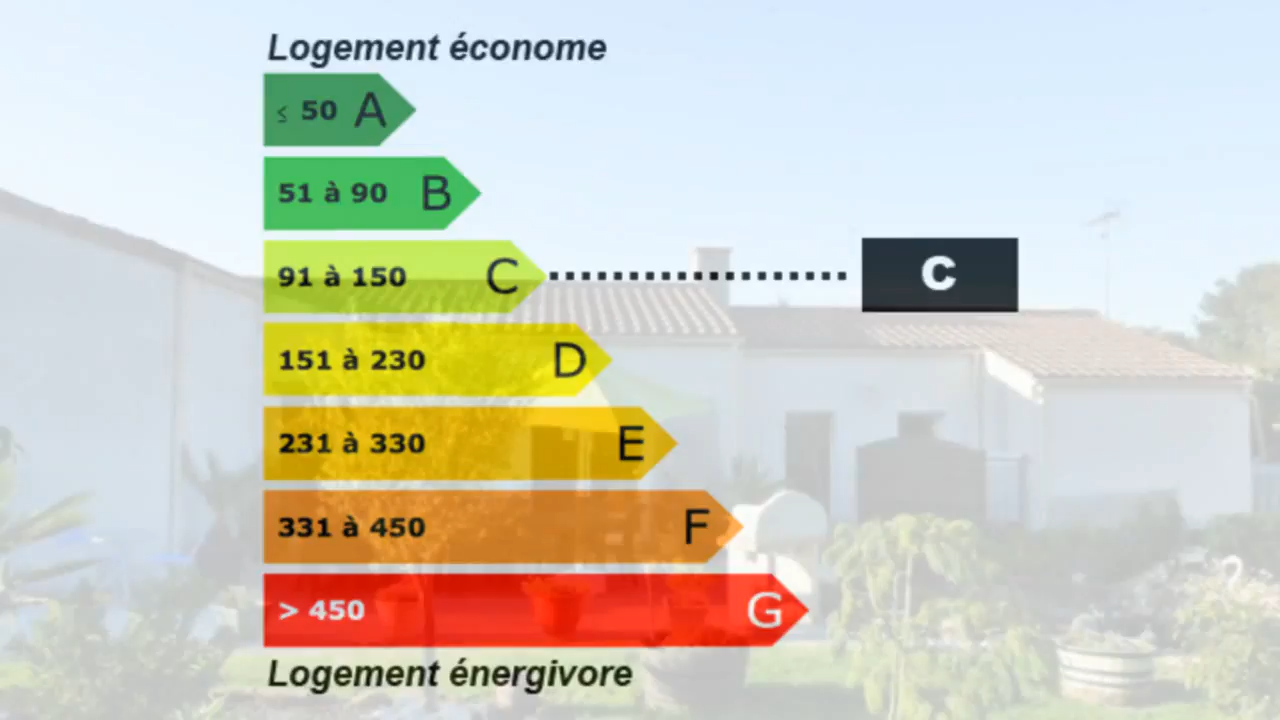 Logement économe
≤ 50 A
51 à 90 B
91 à 150 C
C
151 à 230 D
231 à 330 E
331 à 450 F
> 450 G
Logement énergivore